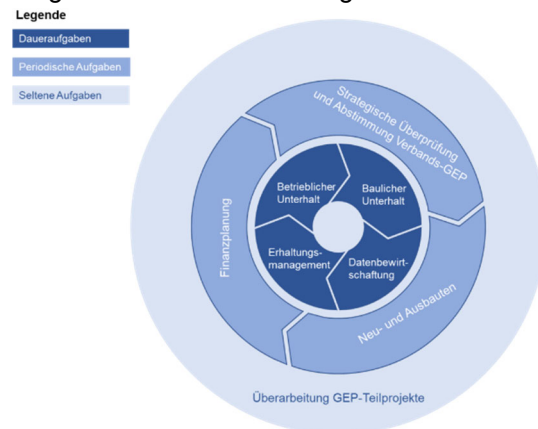 Legende
Daueraufgaben
Periodische Aufgaben
Seltene Aufgaben
Strategische Überprüfung
und Abstimmung Verbands-GEP
Betrieblicher
Unterhalt
Baulicher
Unterhalt
Finanzplanung
Erhaltungs-
management
Datenbewirt-
schaftung
Neu- und Ausbauten
Überarbeitung GEP-Teilprojekte